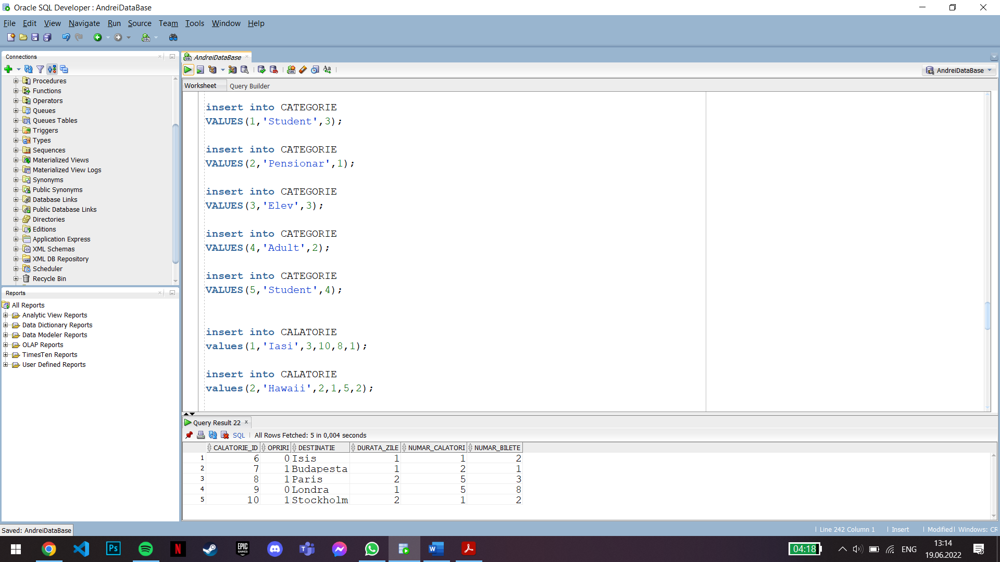 Oracle SQL Developer : AndreiDataBase
File Edit View Navigate Run Source Team Tools Window Help
Connections
Procedures
Functions
Operators
Queues
Queues Tables
Triggers
Types
Sequences
Materialized Views
Materialized View Logs
Synonyms
Public Synonyms
Database Links
Public Database Links
Directories
Editions
Application Express
XML Schemas
XML DB Repository
Scheduler
Recycle Bin
Reports
All Reports
Analytic View Reports
Data Dictionary Reports
Data Modeler Reports
OLAP Reports
TimesTen Reports
User Defined Reports
AndreiDataBase
AndreiDataBase
Worksheet Query Builder
insert into CATEGORIE
VALUES(1,'Student',3);
insert into CATEGORIE
VALUES(2,'Pensionar',1);
insert into CATEGORIE
VALUES(3,'Elev',3);
insert into CATEGORIE
VALUES(4,'Adult',2);
insert into CATEGORIE
VALUES(5,'Student',4);
insert into CALATORIE
values(1,'Iasi',3,10,8,1);
insert into CALATORIE
values(2,'Hawaii',2,1,5,2);
Query Result 22
SQL All Rows Fetched: 5 in 0,004 seconds
CALATORIE_ID OPRIRI DESTINATIE DURATA_ZILE NUMAR_CALATORI NUMAR_BILETE
1 6 0 Isis 1 1 2
2 7 1 Budapesta 1 2 1
3 8 1 Paris 2 5 3
4 9 0 Londra 1 5 8
5 10 1 Stockholm 2 1 2
Saved: AndreiDataBase
Line 242 Column 1 Insert Modified Windows: CR
04:18 ENG 13:14
19.06.2022